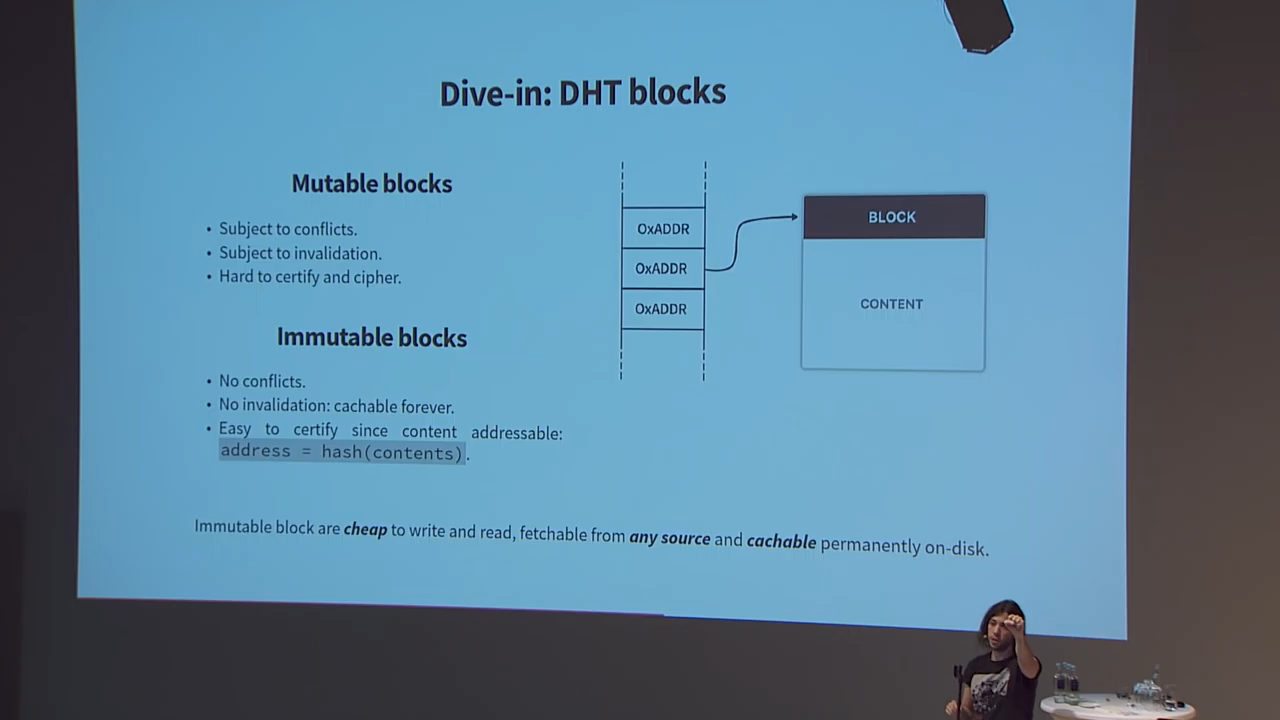 Dive-in: DHT blocks
Mutable blocks
• Subject to conflicts.
• Subject to invalidation.
• Hard to certify and cipher.
Immutable blocks
• No conflicts.
• No invalidation: cachable forever.
• Easy to certify since content addressable:
address = hash(contents).
OxADDR
OxADDR
OxADDR
BLOCK
CONTENT
Immutable block are cheap to write and read, fetchable from any source and cachable permanently on-disk.